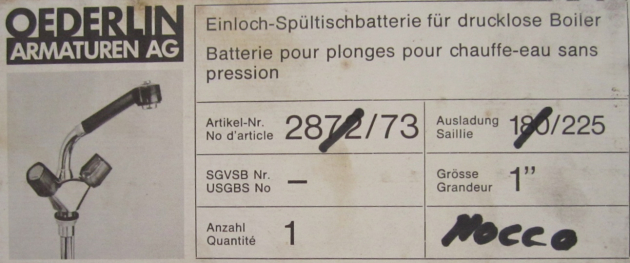 OEDERLIN
ARMATUREN AG
Einloch-Spültischbatterie für drucklose Boiler
Batterie pour plonges pour chauffe-eau sans
pression
Artikel-Nr.
No d'article
2872/73
Ausladung
Saillie
180/225
SGVSB Nr.
USGBS No
–
Grösse
Grandeur
1"
Anzahl
Quantité
1
Mocco